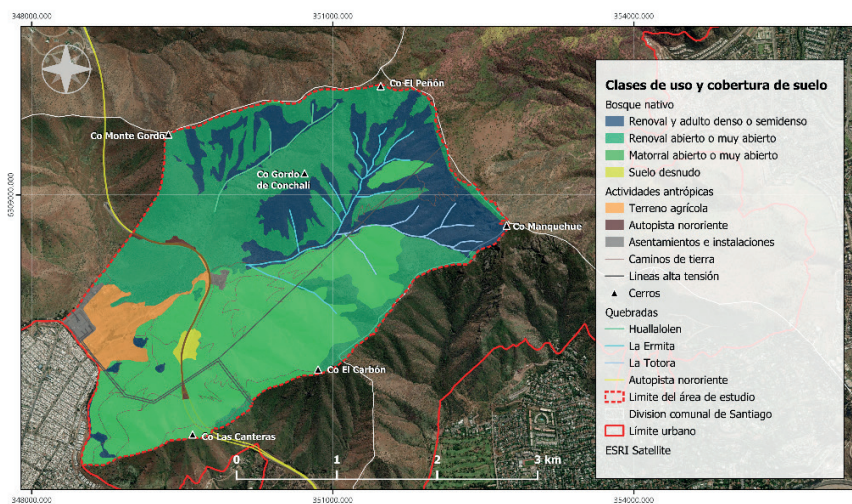 348000.000
351000.000
354000.000
6309000.000
6309000.000
Co El Peñón
Co Monte Gordo
Co Gordo
de Conchalí
Co Manquehue
Co El Carbón
Co Las Canteras
0 1 2 3 km
Clases de uso y cobertura de suelo
Bosque nativo
Renoval y adulto denso o semidenso
Renoval abierto o muy abierto
Matorral abierto o muy abierto
Suelo desnudo
Actividades antrópicas
Terreno agrícola
Autopista nororiente
Asentamientos e instalaciones
Caminos de tierra
Lineas alta tensión
Cerros
Quebradas
Huallalolen
La Ermita
La Totora
Autopista nororiente
Limite del área de estudio
Division comunal de Santiago
Límite urbano
ESRI Satellite
348000.000
351000.000
354000.000